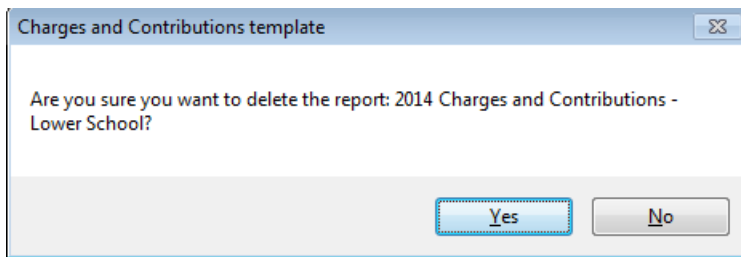 Charges and Contributions template
Are you sure you want to delete the report: 2014 Charges and Contributions -
Lower School?
Yes
No